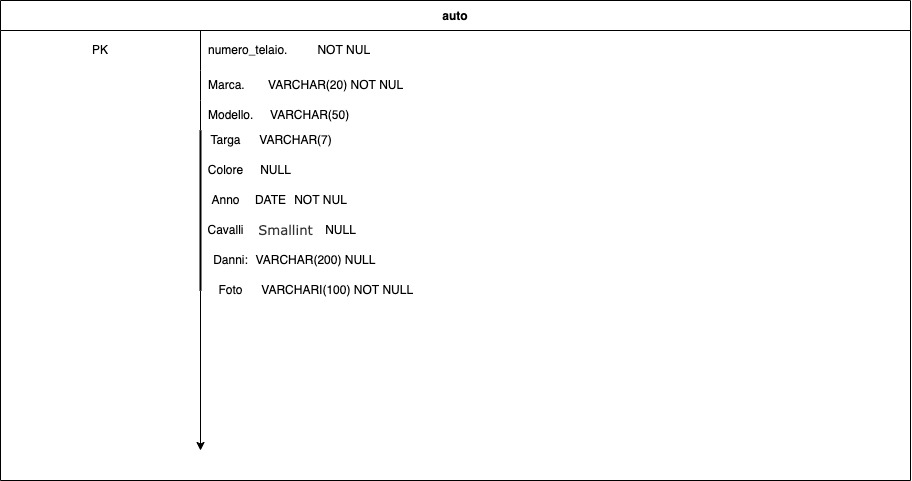 auto
PK numero_telaio. NOT NUL
Marca. VARCHAR(20) NOT NUL
Modello. VARCHAR(50)
Targa VARCHAR(7)
Colore NULL
Anno DATE NOT NUL
Cavalli Smallint NULL
Danni: VARCHAR(200) NULL
Foto VARCHARI(100) NOT NULL